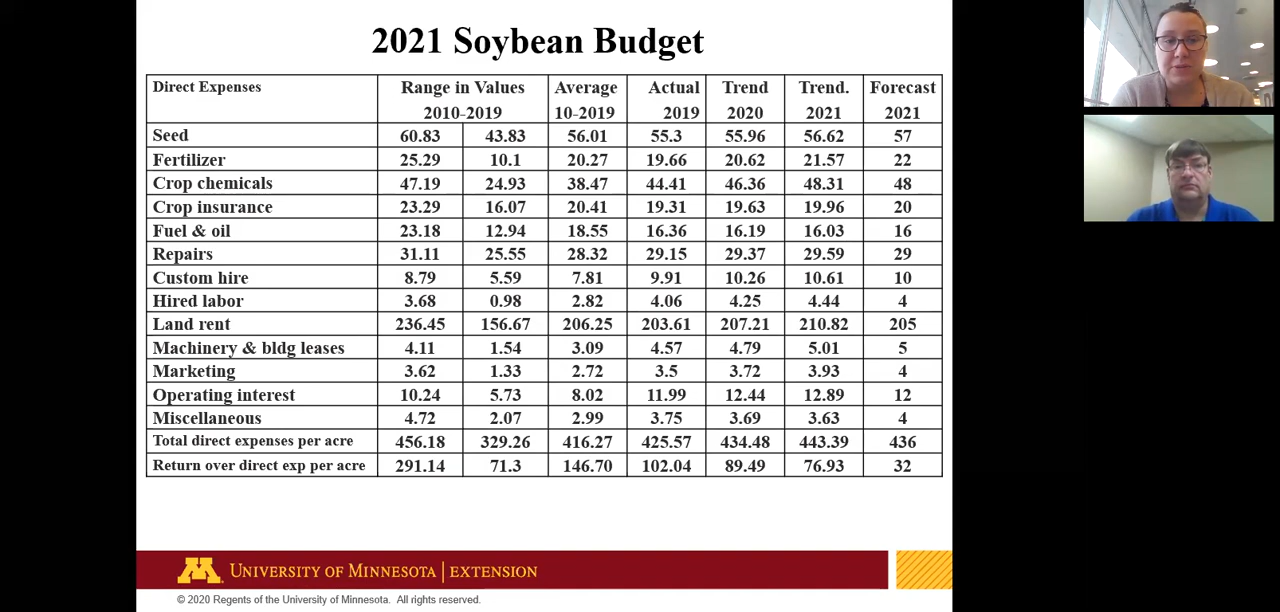 2021 Soybean Budget
Direct Expenses Range in Values Average Actual Trend Trend. Forecast
2010-2019 10-2019 2019 2020 2021 2021
Seed 60.83 43.83 56.01 55.3 55.96 56.62 57
Fertilizer 25.29 10.1 20.27 19.66 20.62 21.57 22
Crop chemicals 47.19 24.93 38.47 44.41 46.36 48.31 48
Crop insurance 23.29 16.07 20.41 19.31 19.63 19.96 20
Fuel & oil 23.18 12.94 18.55 16.36 16.19 16.03 16
Repairs 31.11 25.55 28.32 29.15 29.37 29.59 29
Custom hire 8.79 5.59 7.81 9.91 10.26 10.61 10
Hired labor 3.68 0.98 2.82 4.06 4.25 4.44 4
Land rent 236.45 156.67 206.25 203.61 207.21 210.82 205
Machinery & bldg leases 4.11 1.54 3.09 4.57 4.79 5.01 5
Marketing 3.62 1.33 2.72 3.5 3.72 3.93 4
Operating interest 10.24 5.73 8.02 11.99 12.44 12.89 12
Miscellaneous 4.72 2.07 2.99 3.75 3.69 3.63 4
Total direct expenses per acre 456.18 329.26 416.27 425.57 434.48 443.39 436
Return over direct exp per acre 291.14 71.3 146.70 102.04 89.49 76.93 32
M UNIVERSITY OF MINNESOTA | EXTENSION
© 2020 Regents of the University of Minnesota. All rights reserved.